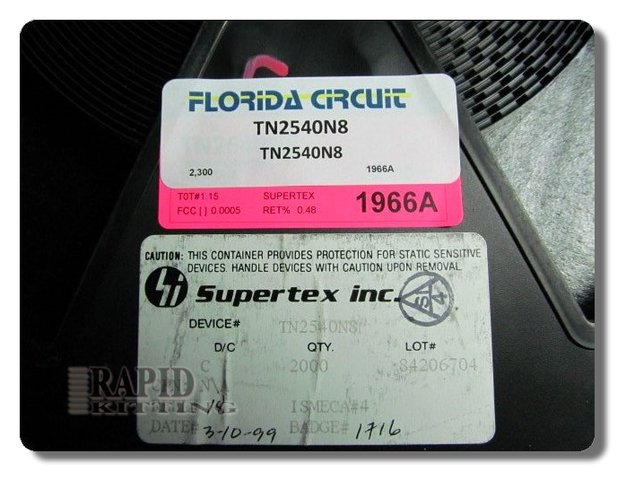 FLORIDA CIRCUIT
TN2540N8
TN2540N8
2,300 1966A
TOT#1.15 SUPERTEX
FCC [ ] 0.0005 RET% 0.48 1966A
CAUTION: THIS CONTAINER PROVIDES PROTECTION FOR STATIC SENSITIVE
DEVICES. HANDLE DEVICES WITH CAUTION UPON REMOVAL.
Supertex inc.
DEVICE# TN2540N8
D/C QTY. LOT#
C 2000 84206704
RAPID N\A
KITTING ISMECA#4
DATE# 3-10-99 BADGE# 1716